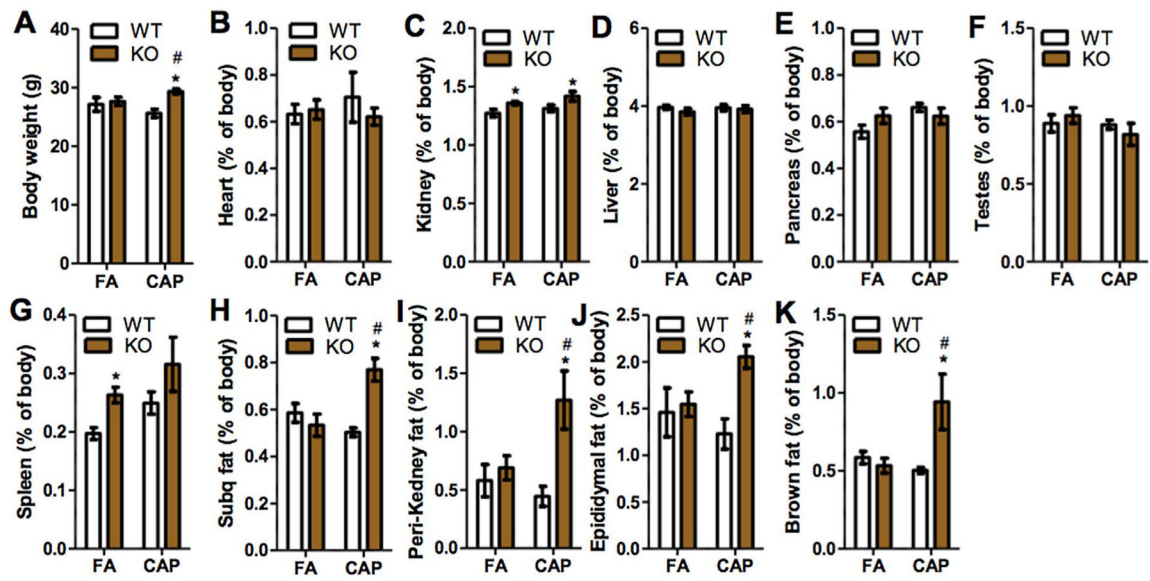 A
Body weight (g)
40
30
20
10
0
WT
KO
#
*
FA CAP
B
Heart (% of body)
1.0
0.8
0.6
0.4
0.2
0.0
WT
KO
FA CAP
C
Kidney (% of body)
2.0
1.5
1.0
0.5
0.0
WT
KO
* *
FA CAP
D
Liver (% of body)
6
4
2
0
WT
KO
FA CAP
E
Pancreas (% of body)
1.0
0.8
0.6
0.4
0.2
0.0
WT
KO
FA CAP
F
Testes (% of body)
1.5
1.0
0.5
0.0
WT
KO
FA CAP
G
Spleen (% of body)
0.4
0.3
0.2
0.1
0.0
WT
KO
*
FA CAP
H
Subq fat (% of body)
1.0
0.8
0.6
0.4
0.2
0.0
WT
KO
#
*
FA CAP
I
Peri-Kedney fat (% of body)
2.0
1.5
1.0
0.5
0.0
WT
KO
#
*
FA CAP
J
Epididymal fat (% of body)
2.5
2.0
1.5
1.0
0.5
0.0
WT
KO
#
*
FA CAP
K
Brown fat (% of body)
1.5
1.0
0.5
0.0
WT
KO
#
*
FA CAP